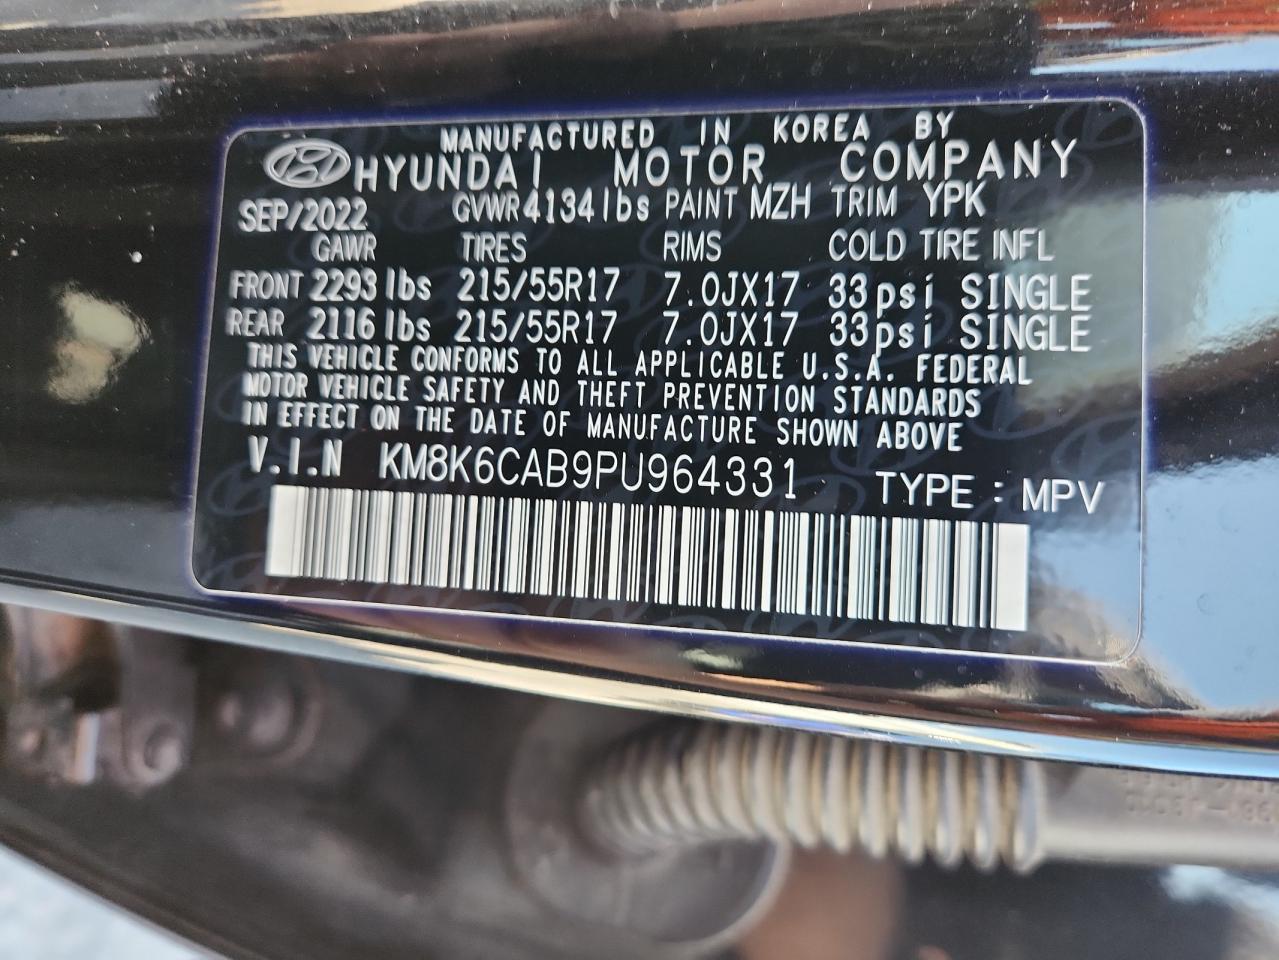 MANUFACTURED IN KOREA BY
HYUNDAI MOTOR COMPANY
SEP/2022 GVWR 4134lbs PAINT MZH TRIM YPK
GAWR TIRES RIMS COLD TIRE INFL
FRONT 2293 lbs 215/55R17 7.0JX17 33psi SINGLE
REAR 2116 lbs 215/55R17 7.0JX17 33psi SINGLE
THIS VEHICLE CONFORMS TO ALL APPLICABLE U.S.A. FEDERAL
MOTOR VEHICLE SAFETY AND THEFT PREVENTION STANDARDS
IN EFFECT ON THE DATE OF MANUFACTURE SHOWN ABOVE
V.I.N KM8K6CAB9PU964331 TYPE : MPV